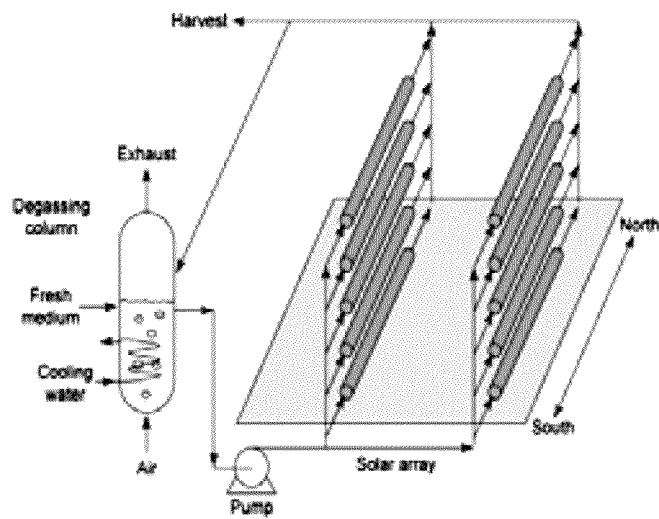 Harvest
Exhaust
Degassing
column
North
Fresh
medium
Cooling
water
South
Air
Solar array
Pump